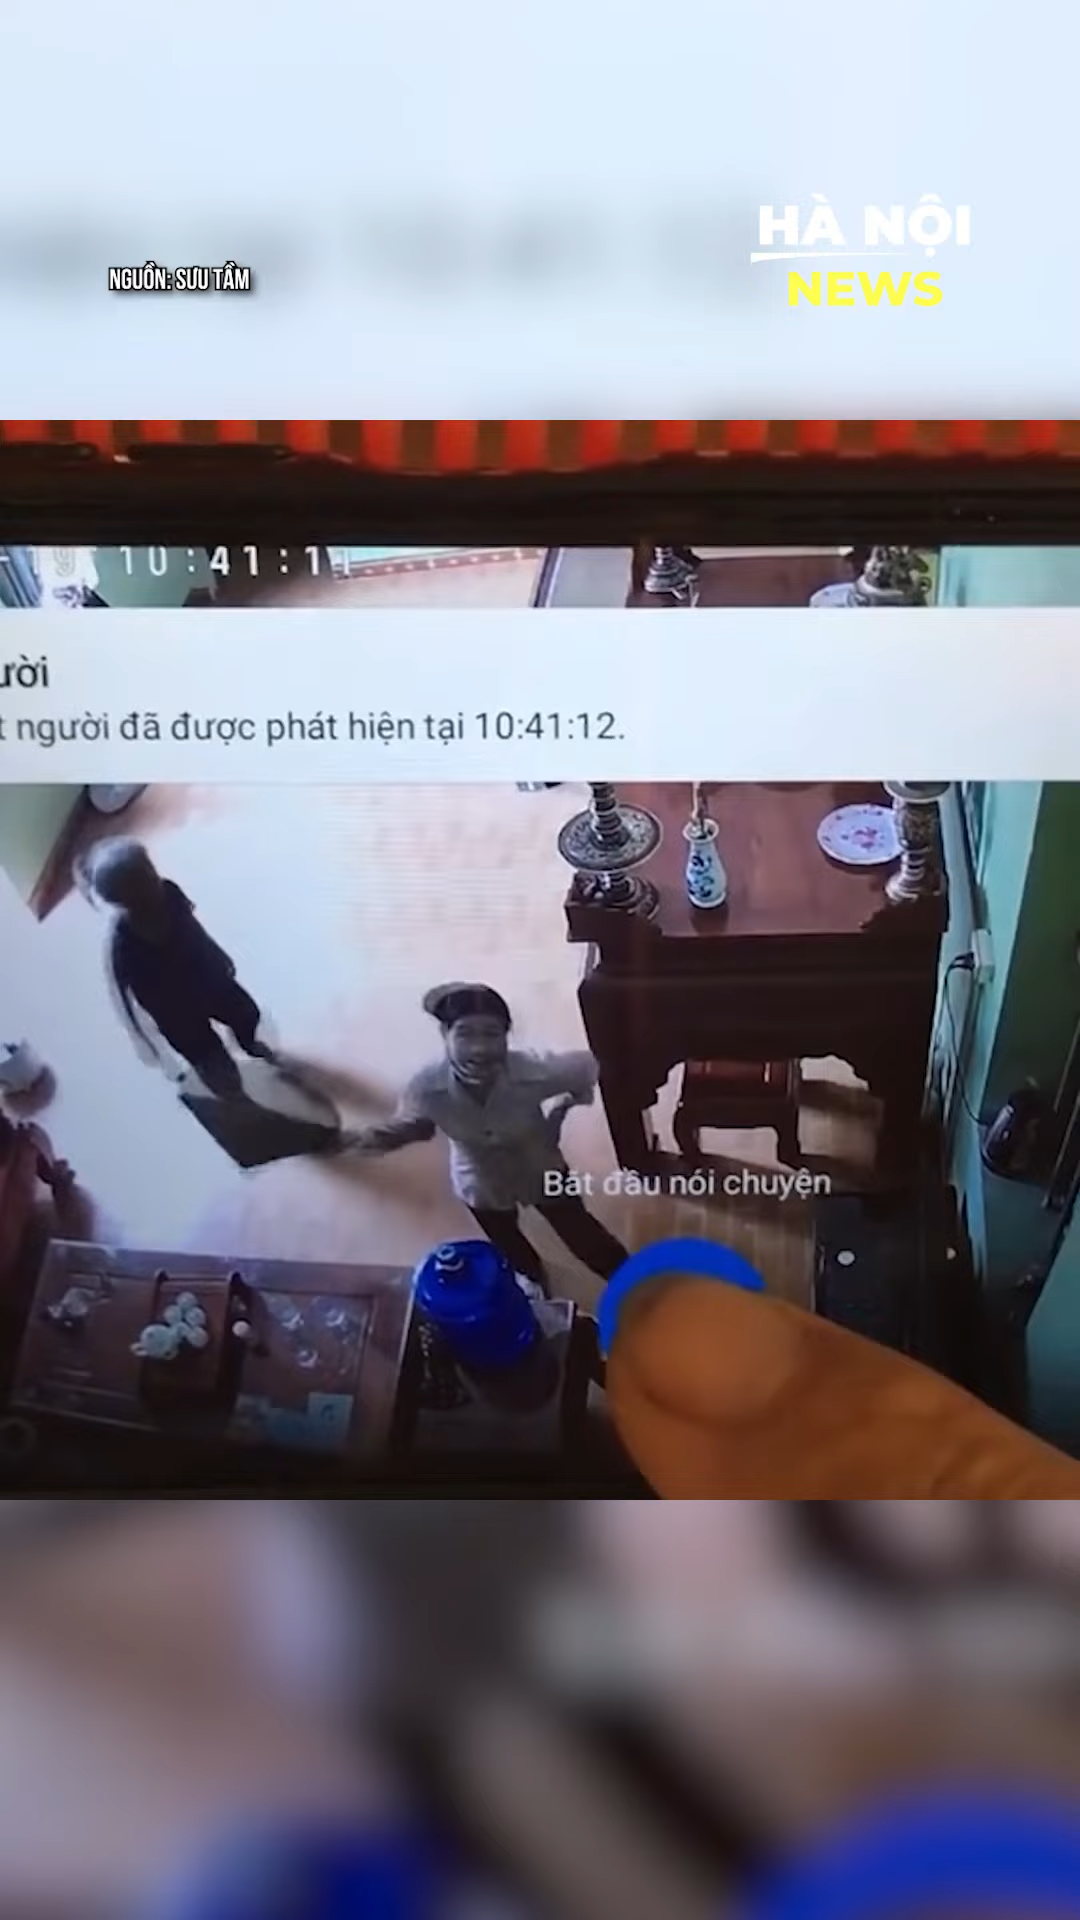 HÀ NỘI
NEWS
NGUỒN: SƯU TẦM
10:41:11
ười
t người đã được phát hiện tại 10:41:12.
Bắt đầu nói chuyện